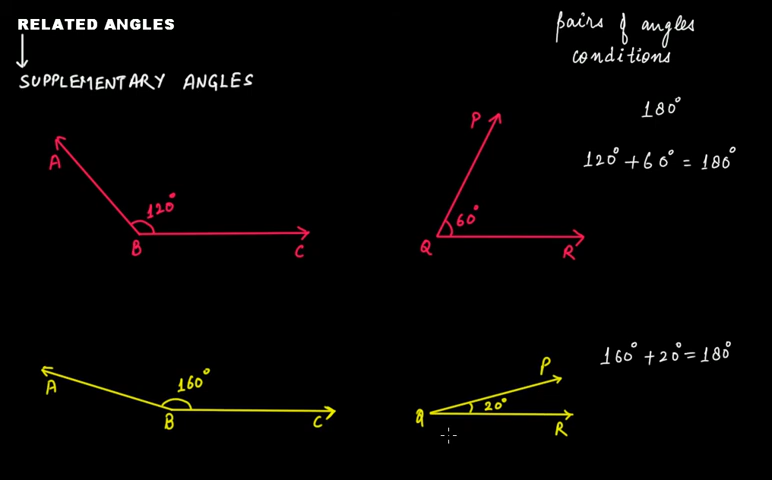 RELATED ANGLES
SUPPLEMENTARY ANGLES
pairs of angles
conditions
180°
120° + 60° = 180°
A
120°
B
C
P
60°
Q
R
160° + 20° = 180°
A
160°
B
C
P
20°
Q
R